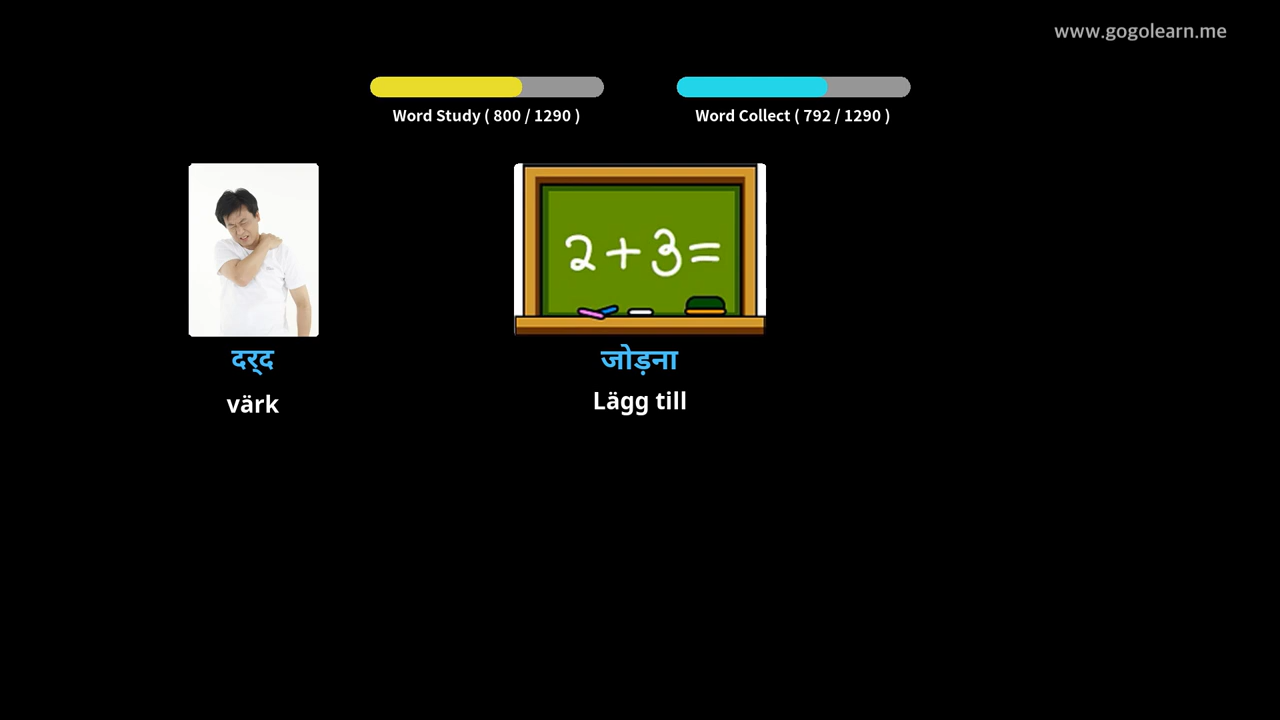 www.gogolearn.me
Word Study ( 800 / 1290 )
Word Collect ( 792 / 1290 )
2+3=
दर्‌द
värk
जोड़ना
Lägg till